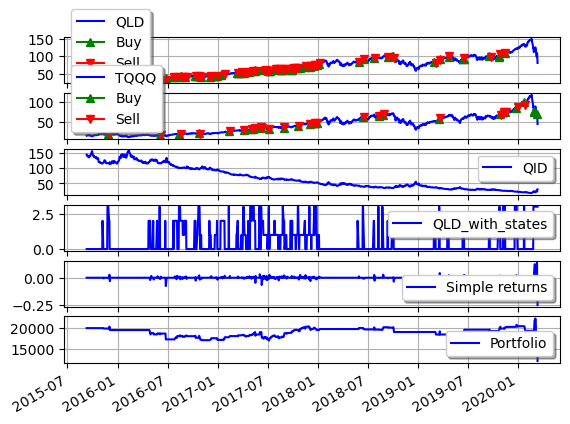 QLD
Buy
Sell
150
100
50
TQQQ
Buy
Sell
100
50
150
100
50
QID
2.5
0.0
QLD_with_states
0.00
−0.25
Simple returns
20000
15000
Portfolio
2015-07
2016-01
2016-07
2017-01
2017-07
2018-01
2018-07
2019-01
2019-07
2020-01